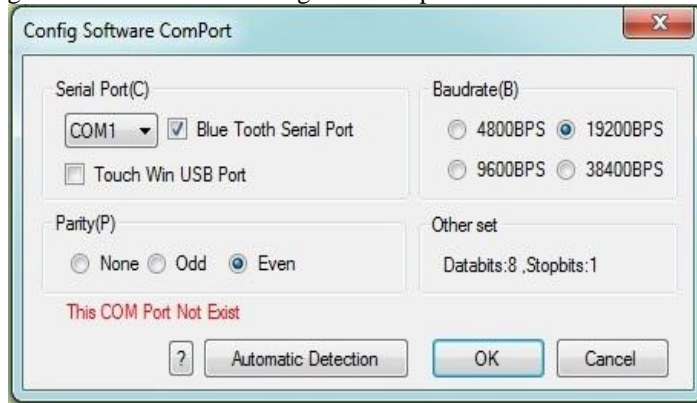 Config Software ComPort
Serial Port(C)
COM1
Blue Tooth Serial Port
Touch Win USB Port
Baudrate(B)
4800BPS
19200BPS
9600BPS
38400BPS
Parity(P)
None
Odd
Even
Other set
Databits:8 ,Stopbits:1
This COM Port Not Exist
?
Automatic Detection
OK
Cancel